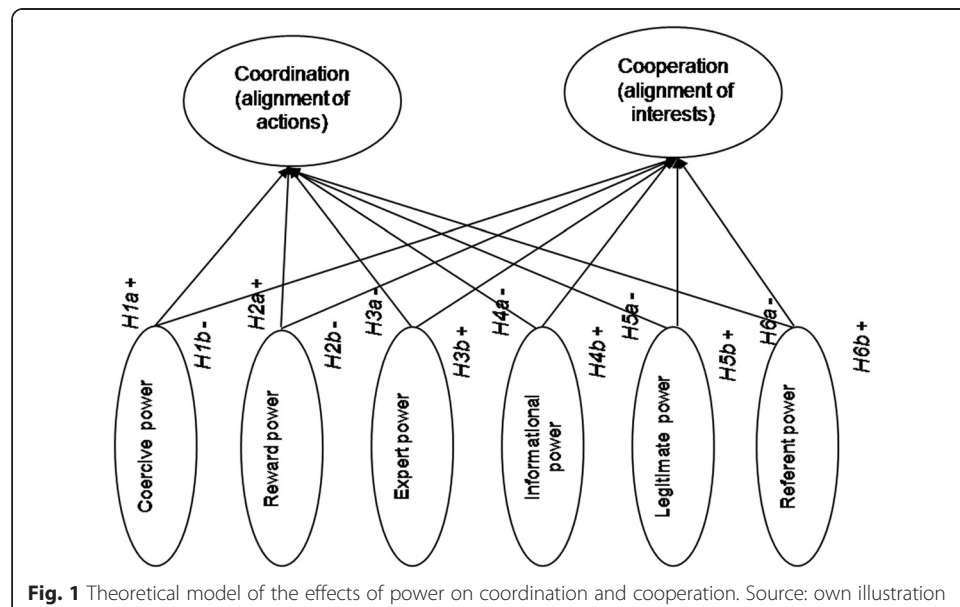 Coordination
(alignment of
actions)
Cooperation
(alignment of
interests)
H1a+
H1b-
H2a+
H2b-
H3a-
H3b+
H4a-
H4b+
H5a-
H5b+
H6a-
H6b+
Coercive power
Reward power
Expert power
Informational
power
Legitimate power
Referent power
Fig. 1 Theoretical model of the effects of power on coordination and cooperation. Source: own illustration